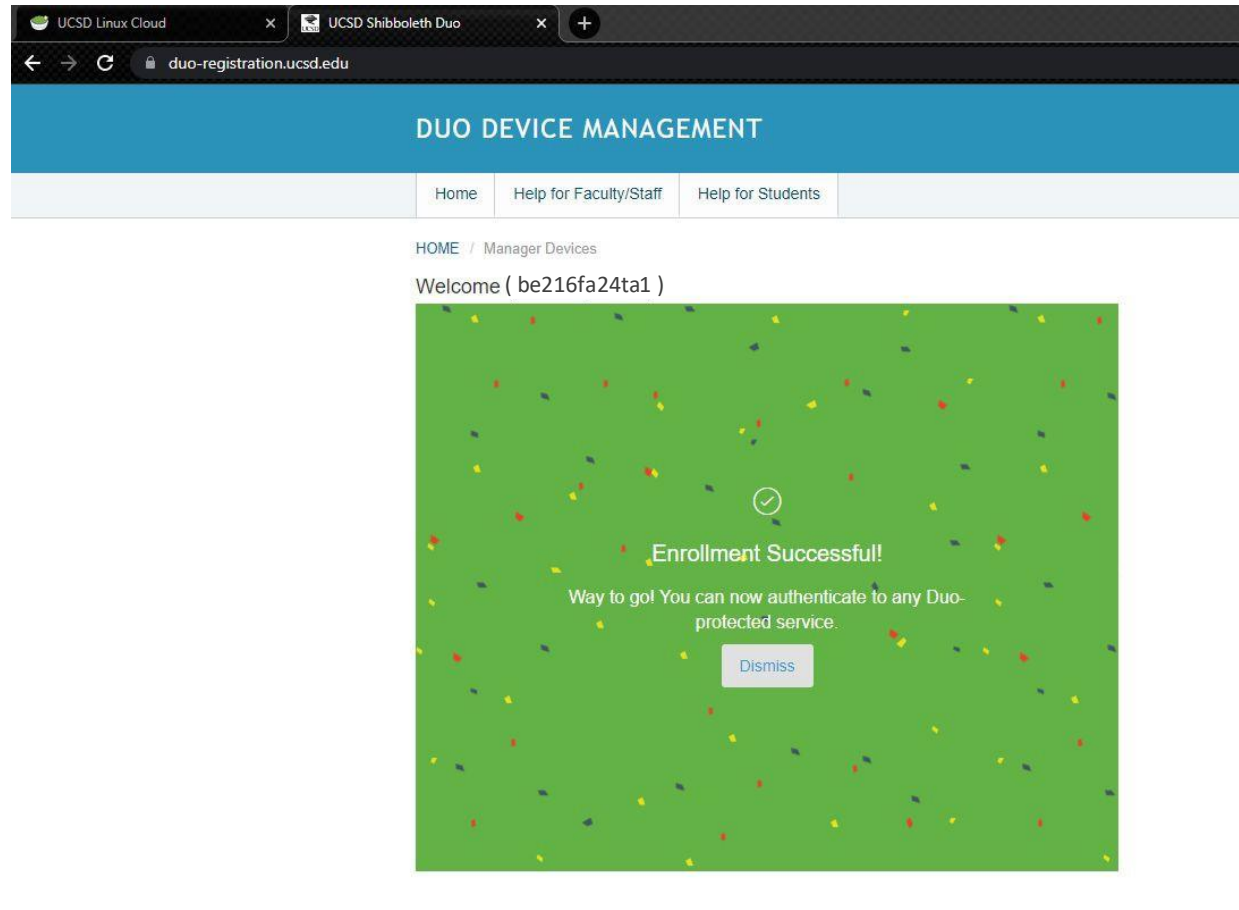 UCSD Linux Cloud
UCSD Shibboleth Duo
duo-registration.ucsd.edu
DUO DEVICE MANAGEMENT
Home Help for Faculty/Staff Help for Students
HOME / Manager Devices
Welcome ( be216fa24ta1 )
Enrollment Successful!
Way to go! You can now authenticate to any Duo-
protected service.
Dismiss